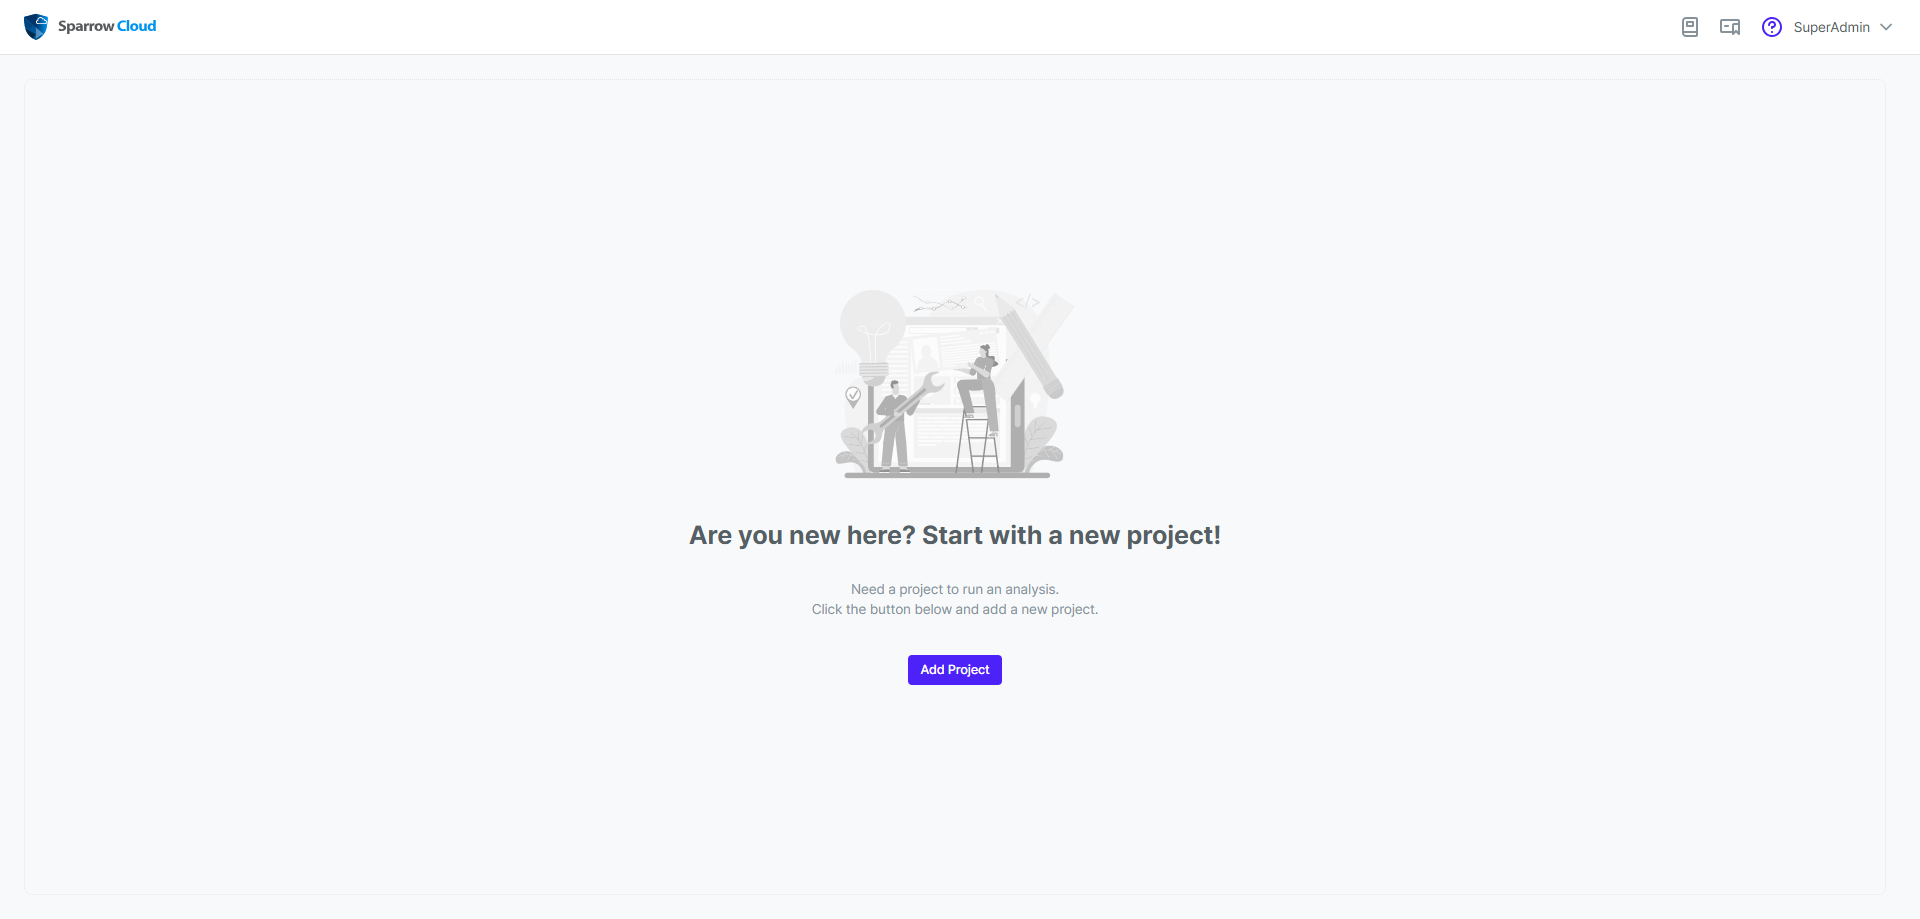 Sparrow Cloud
SuperAdmin
</>
Are you new here? Start with a new project!
Need a project to run an analysis.
Click the button below and add a new project.
Add Project